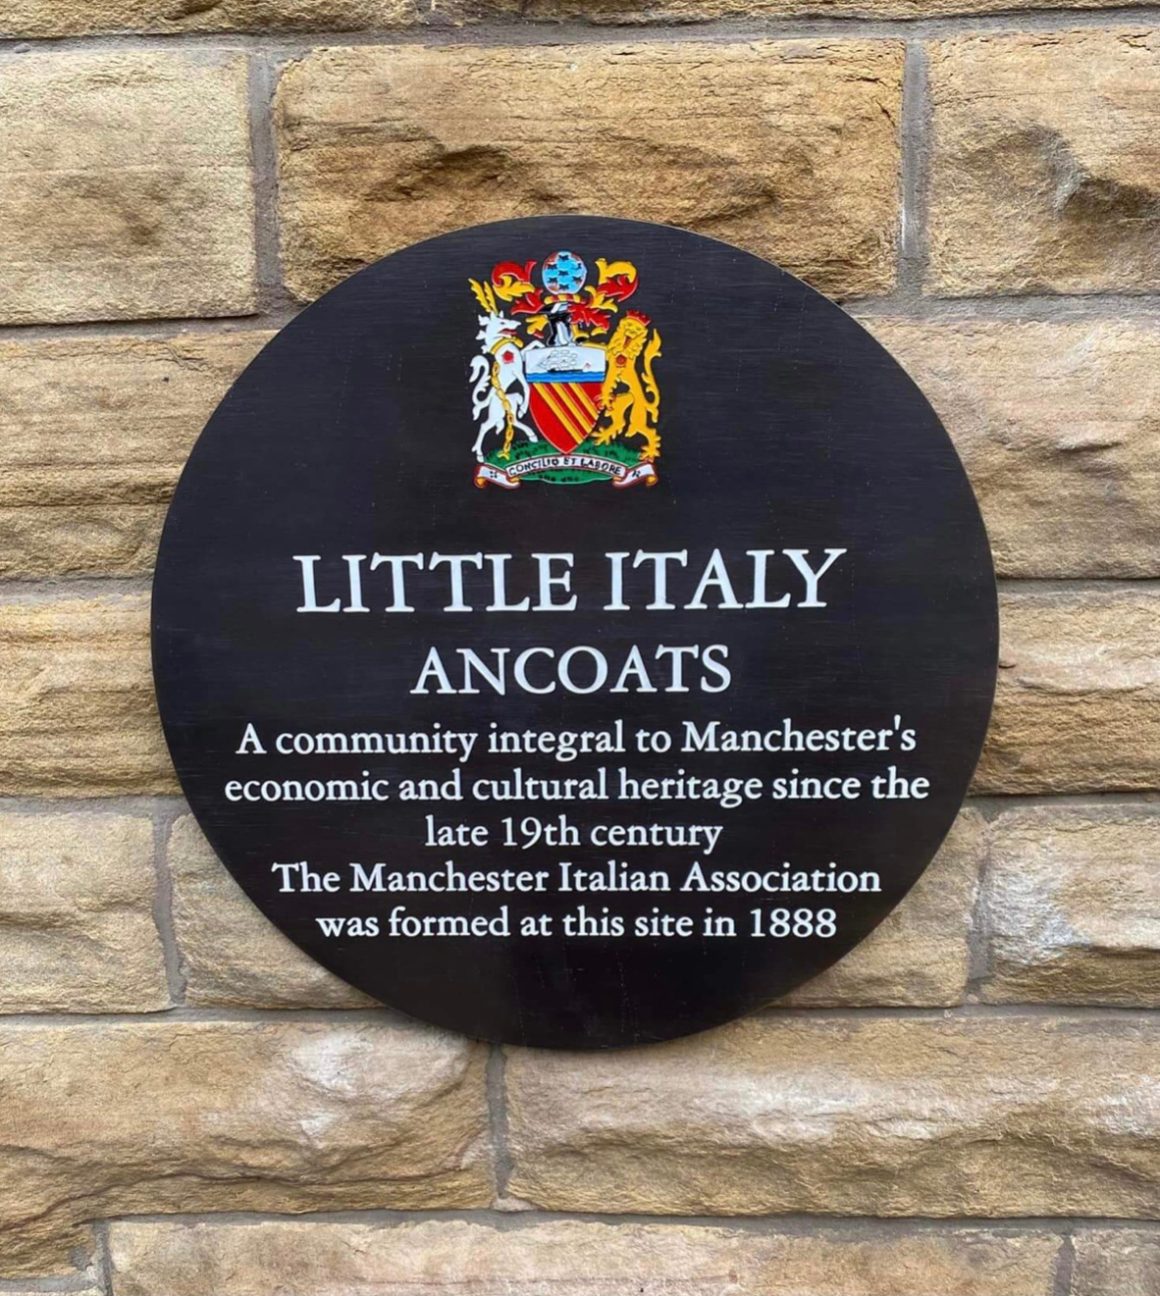 CONCILIO ET LABORE
LITTLE ITALY
ANCOATS
A community integral to Manchester's
economic and cultural heritage since the
late 19th century
The Manchester Italian Association
was formed at this site in 1888